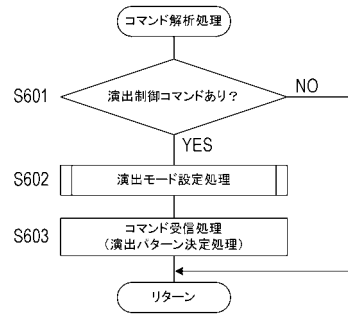 コマンド解析処理
S601
演出制御コマンドあり？
NO
YES
S602
演出モード設定処理
S603
コマンド受信処理
（演出パターン決定処理）
リターン